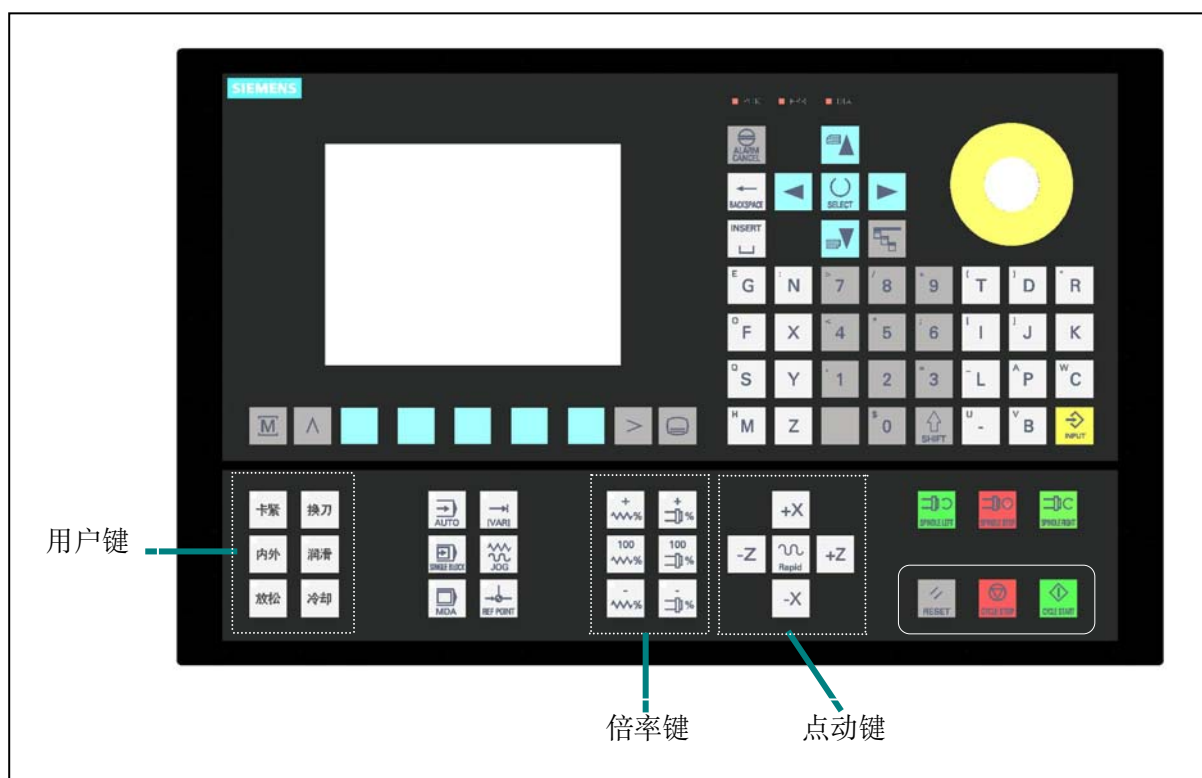 SIEMENS
ALARM CANCEL
BACKSPACE
SELECT
INSERT
E G : N > 7 / 8 * 9 [ T ] D " R
O F X < 4 * 5 ; 6 [ I ] J K
Q S Y 1 2 = 3 ~ L ^ P W C
H M Z $ 0 SHIFT U - V B INPUT
M Λ >
卡紧 换刀
内外 润滑
放松 冷却
AUTO [VAR]
SINGLE BLOCK JOG
MDA REF POINT
+ % + %
100 % 100 %
- % - %
+X
-Z Rapid +Z
-X
SPINDLE LEFT SPINDLE STOP SPINDLE RIGHT
RESET CYCLE STOP CYCLE START
用户键
倍率键
点动键